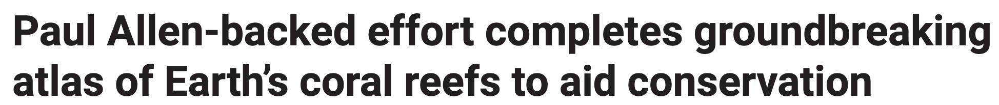 Paul Allen-backed effort completes groundbreaking
atlas of Earth’s coral reefs to aid conservation